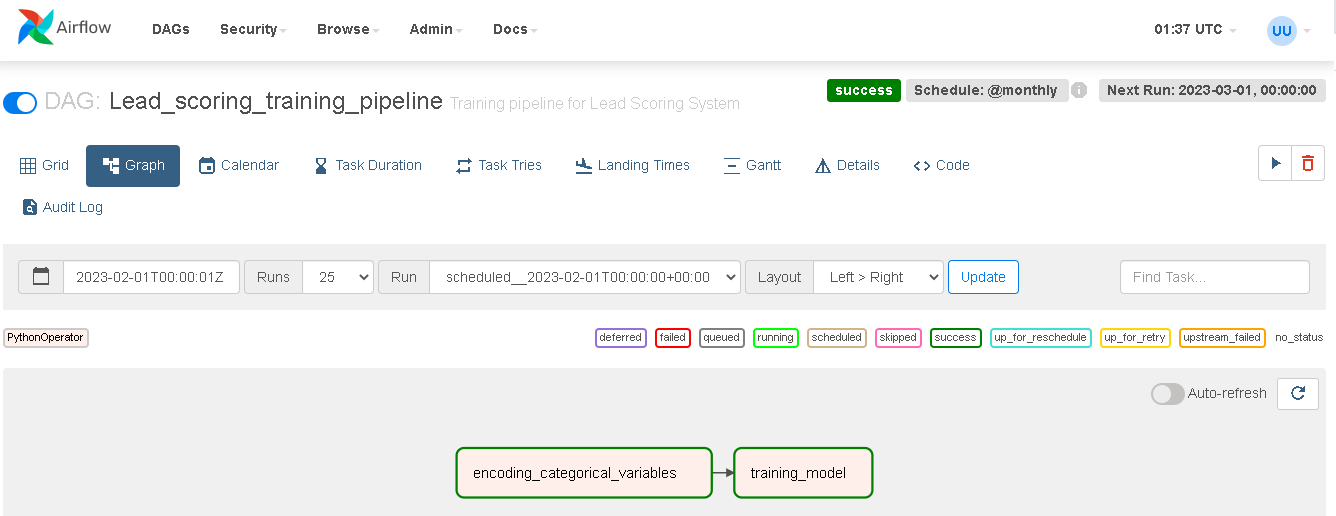 Airflow DAGs Security Browse Admin Docs 01:37 UTC UU
DAG: Lead_scoring_training_pipeline Training pipeline for Lead Scoring System success Schedule: @monthly i Next Run: 2023-03-01, 00:00:00
Grid Graph Calendar Task Duration Task Tries Landing Times Gantt Details Code
Audit Log
2023-02-01T00:00:01Z Runs 25 Run scheduled__2023-02-01T00:00:00+00:00 Layout Left > Right Update Find Task...
PythonOperator deferred failed queued running scheduled skipped success up_for_reschedule up_for_retry upstream_failed no_status
Auto-refresh
encoding_categorical_variables training_model